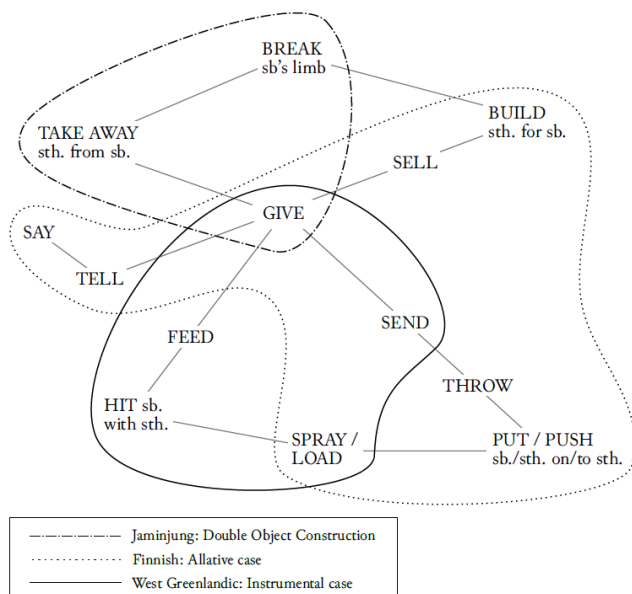 BREAK
sb's limb
BUILD
sth. for sb.
TAKE AWAY
sth. from sb.
SELL
GIVE
SAY
TELL
SEND
FEED
THROW
HIT sb.
with sth.
SPRAY /
LOAD
PUT / PUSH
sb./sth. on/to sth.
Jaminjung: Double Object Construction
Finnish: Allative case
West Greenlandic: Instrumental case